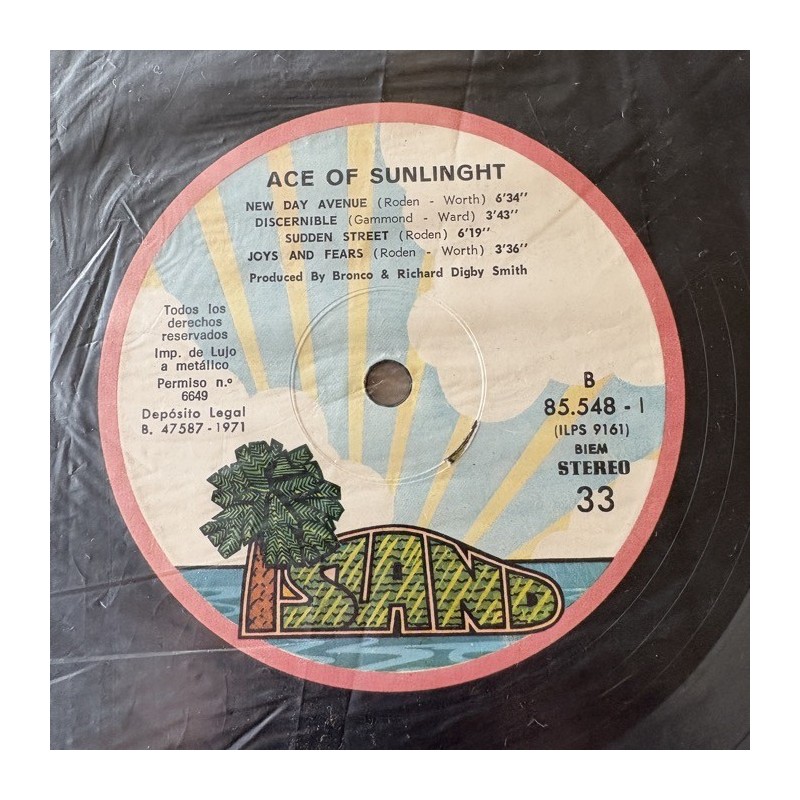 ACE OF SUNLINGHT
NEW DAY AVENUE (Roden - Worth) 6'34''
DISCERNIBLE (Gammond - Ward) 3'43''
SUDDEN STREET (Roden) 6'19''
JOYS AND FEARS (Roden - Worth) 3'36''
Produced By Bronco & Richard Digby Smith
Todos los
derechos
reservados
Imp. de Lujo
a metálico
Permiso n.º
6649
Depósito Legal
B. 47587 - 1971
B
85.548 - I
(ILPS 9161)
BIEM
STEREO
33
ISLAND